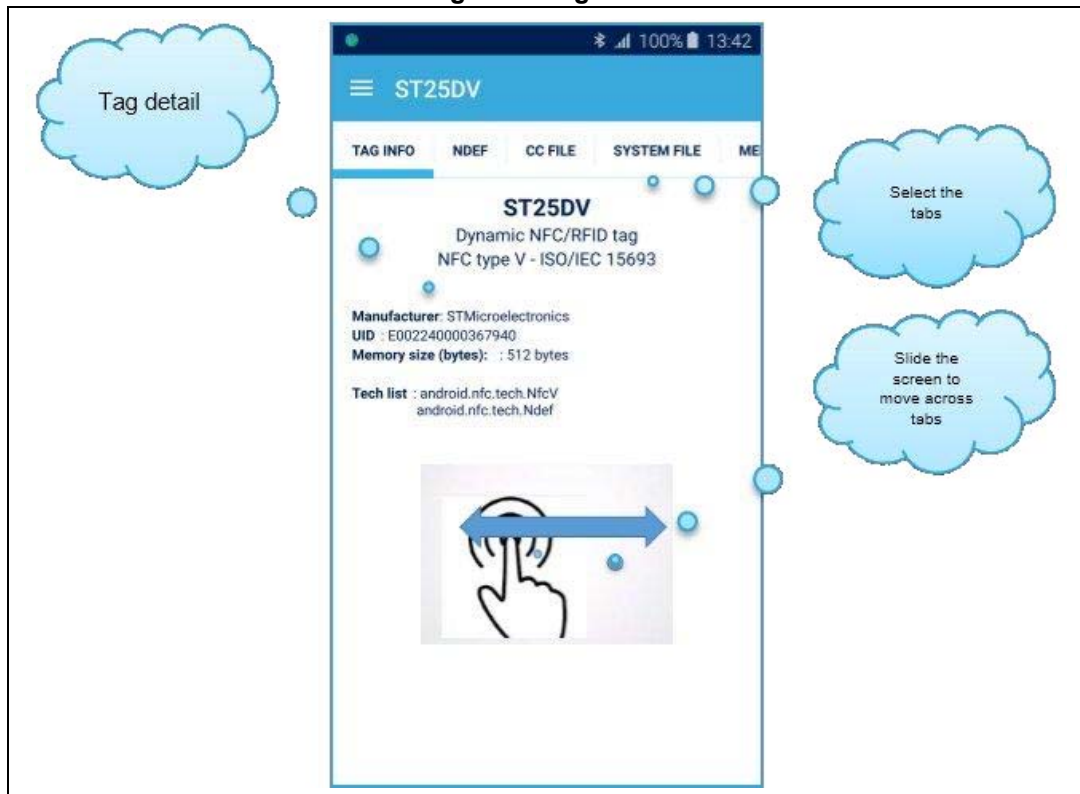 Tag detail
100% 13:42
ST25DV
TAG INFO NDEF CC FILE SYSTEM FILE ME
Select the
tabs
ST25DV
Dynamic NFC/RFID tag
NFC type V - ISO/IEC 15693
Manufacturer: STMicroelectronics
UID : E002240000367940
Memory size (bytes): : 512 bytes
Tech list : android.nfc.tech.NfcV
android.nfc.tech.Ndef
Slide the
screen to
move across
tabs